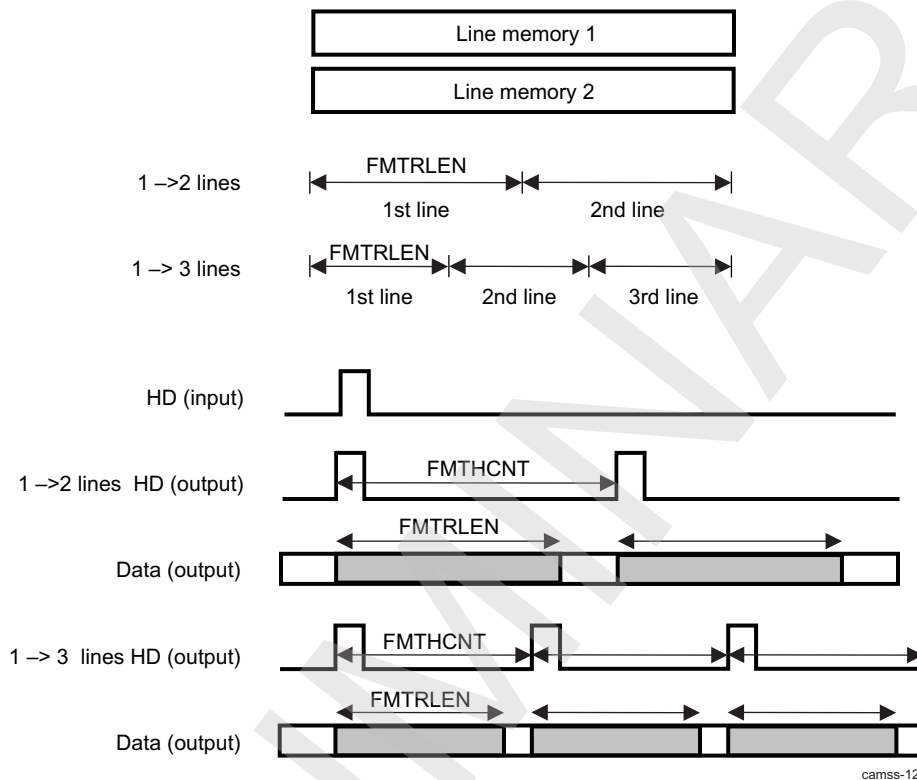 Line memory 1
Line memory 2
1 –>2 lines
FMTRLEN
1st line
2nd line
1 –> 3 lines
FMTRLEN
1st line
2nd line
3rd line
HD (input)
1 –>2 lines HD (output)
FMTHCNT
Data (output)
FMTRLEN
1 –> 3 lines HD (output)
FMTHCNT
Data (output)
FMTRLEN
camss-12